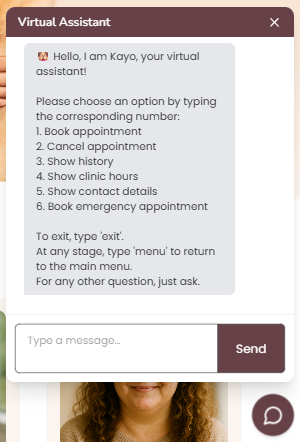 Virtual Assistant
Hello, I am Kayo, your virtual
assistant!
Please choose an option by typing
the corresponding number:
1. Book appointment
2. Cancel appointment
3. Show history
4. Show clinic hours
5. Show contact details
6. Book emergency appointment
To exit, type 'exit'.
At any stage, type 'menu' to return
to the main menu.
For any other question, just ask.
Type a message...
Send